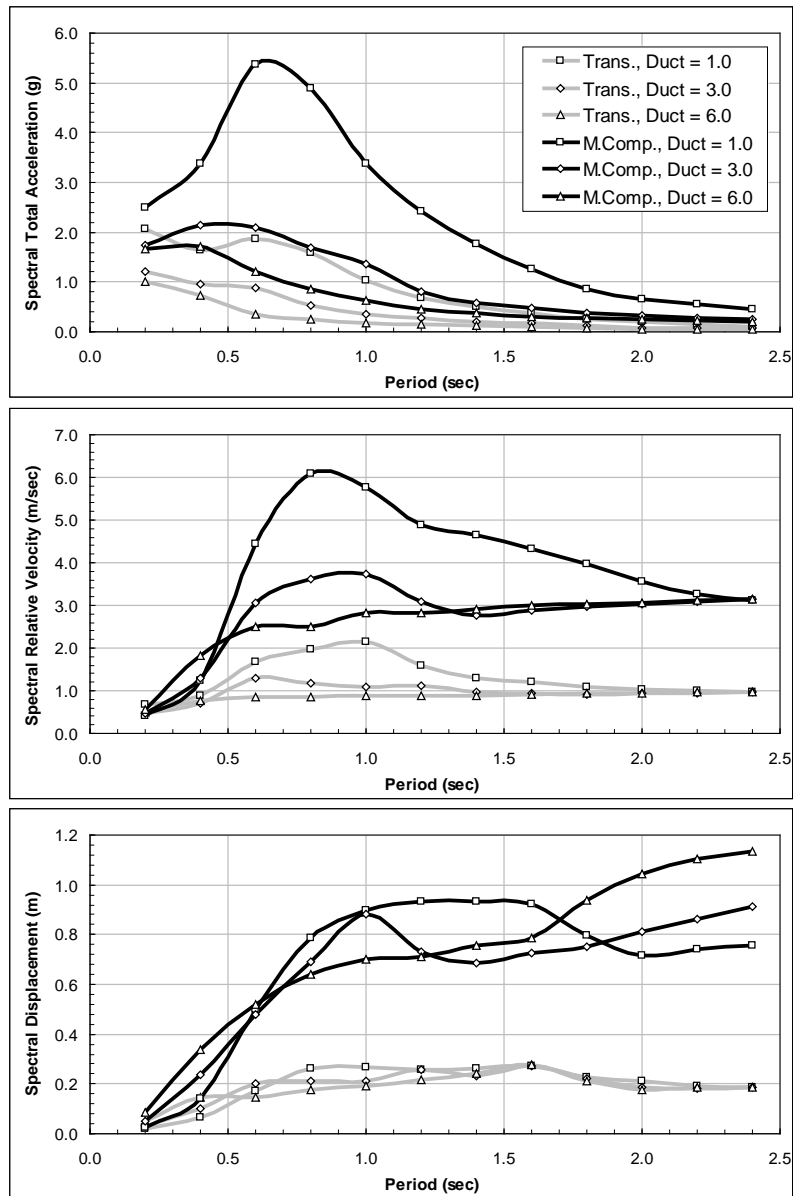 6.0
5.0
4.0
3.0
2.0
1.0
0.0
Spectral Total Acceleration (g)
Trans., Duct = 1.0
Trans., Duct = 3.0
Trans., Duct = 6.0
M.Comp., Duct = 1.0
M.Comp., Duct = 3.0
M.Comp., Duct = 6.0
0.0 0.5 1.0 1.5 2.0 2.5
Period (sec)
7.0
6.0
5.0
4.0
3.0
2.0
1.0
0.0
Spectral Relative Velocity (m/sec)
0.0 0.5 1.0 1.5 2.0 2.5
Period (sec)
1.2
1.0
0.8
0.6
0.4
0.2
0.0
Spectral Displacement (m)
0.0 0.5 1.0 1.5 2.0 2.5
Period (sec)